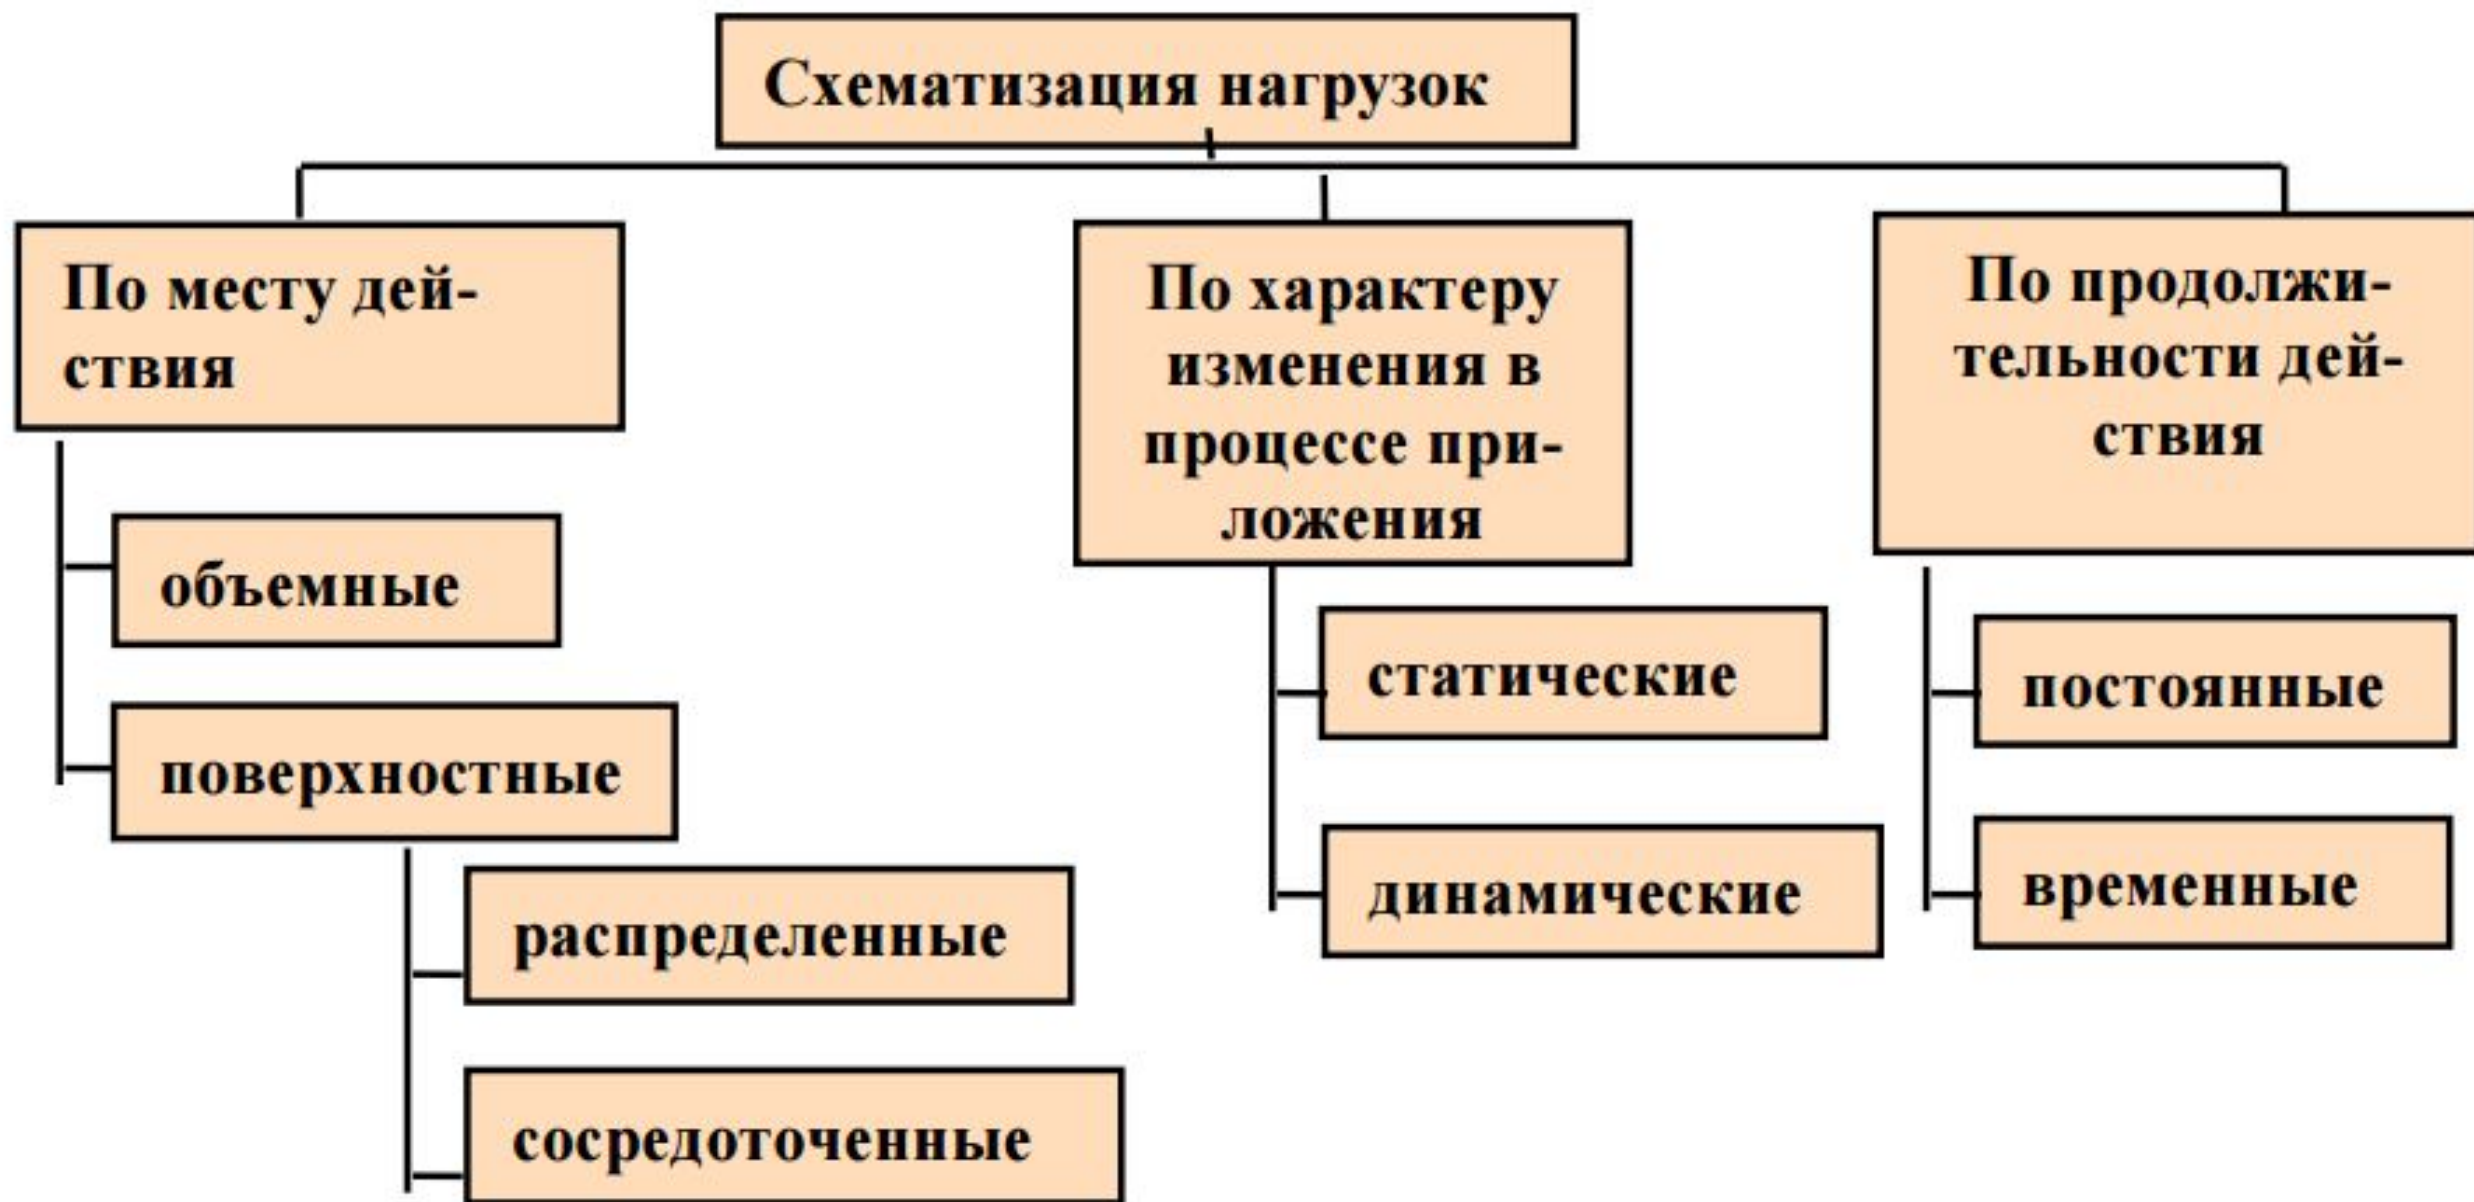 Схематизация нагрузок
По месту дей-
ствия
объемные
поверхностные
распределенные
сосредоточенные
По характеру
изменения в
процессе при-
ложения
статические
динамические
По продолжи-
тельности дей-
ствия
постоянные
временные